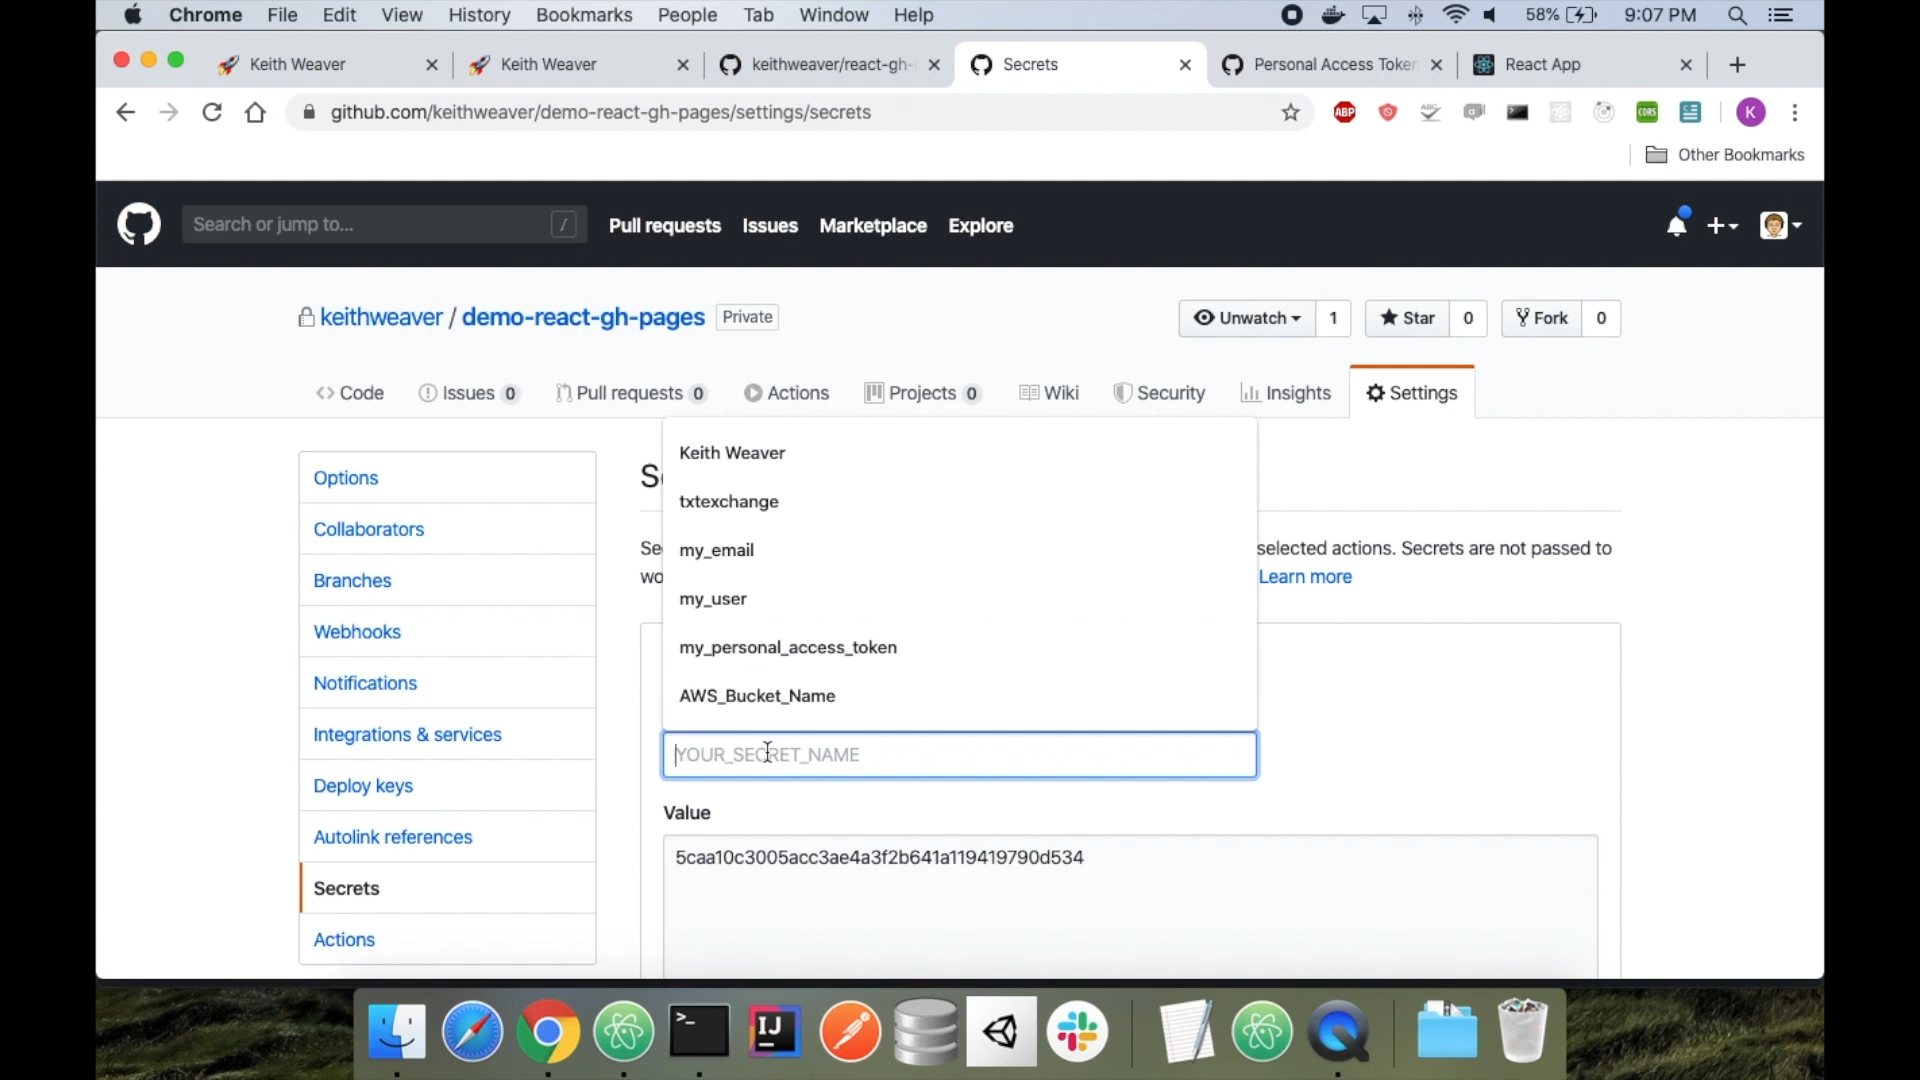 Chrome File Edit View History Bookmarks People Tab Window Help 58% 9:07 PM
Keith Weaver Keith Weaver keithweaver/react-gh- Secrets Personal Access Token React App
github.com/keithweaver/demo-react-gh-pages/settings/secrets ABP ABC CORS K
Other Bookmarks
Search or jump to... / Pull requests Issues Marketplace Explore
keithweaver / demo-react-gh-pages Private Unwatch 1 Star 0 Fork 0
Code Issues 0 Pull requests 0 Actions Projects 0 Wiki Security Insights Settings
Options
Collaborators
Branches
Webhooks
Notifications
Integrations & services
Deploy keys
Autolink references
Secrets
Actions
Keith Weaver
txtexchange
my_email
my_user
my_personal_access_token
AWS_Bucket_Name
selected actions. Secrets are not passed to
Learn more
YOUR_SECRET_NAME
Value
5caa10c3005acc3ae4a3f2b641a119419790d534
IJ